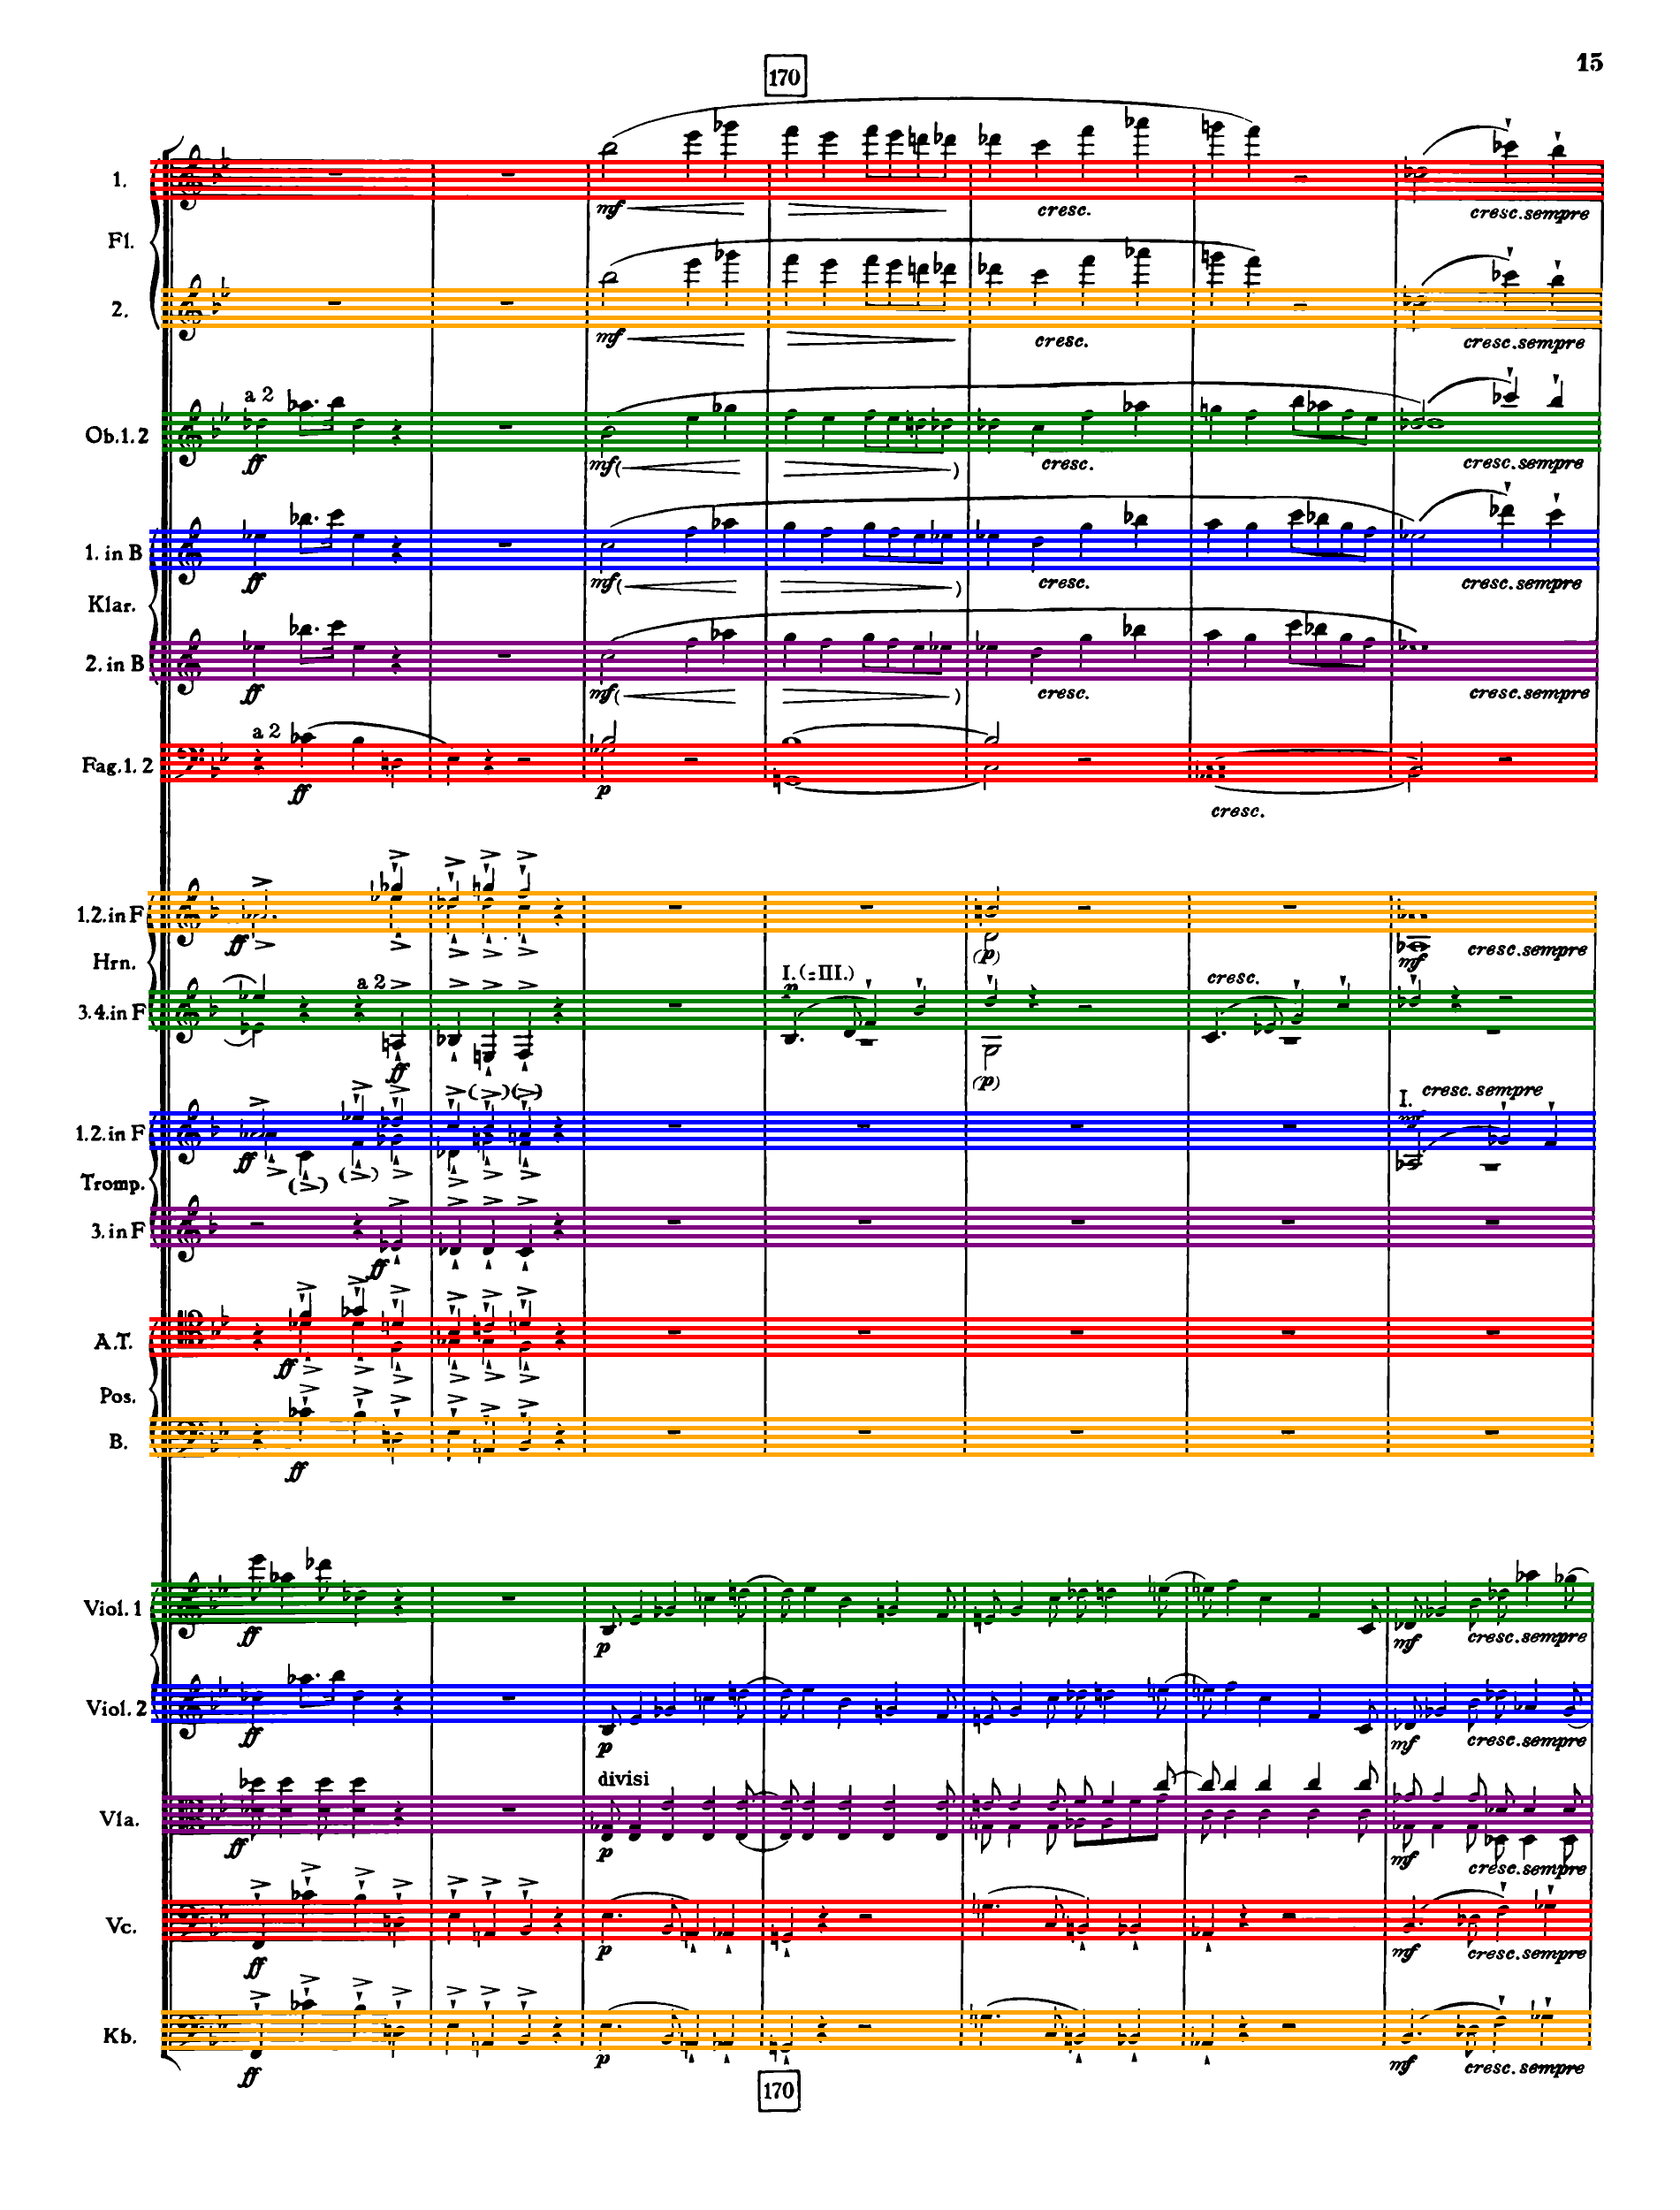 15
170
1.
Fl.
mf cresc. cresc. sempre
2.
mf cresc. cresc. sempre
a 2
Ob.1.2
ff mf( ) cresc. cresc. sempre
1. in B
ff mf( ) cresc. cresc. sempre
Klar.
2. in B
ff mf( ) cresc. cresc. sempre
a 2
Fag.1.2
ff p cresc.
1.2. in F
ff (p) mf cresc. sempre
Hrn.
a 2 I.(=III.) cresc.
p
3.4. in F
ff (p)
I. cresc. sempre
mf
1.2. in F
ff
Tromp.
3. in F
ff
A.T.
ff
Pos.
B.
ff
Viol. 1
ff p mf cresc. sempre
Viol. 2
ff p mf cresc. sempre
divisi
Vla.
ff p mf cresc. sempre
Vc.
ff p mf cresc. sempre
Kb.
ff p mf cresc. sempre
170